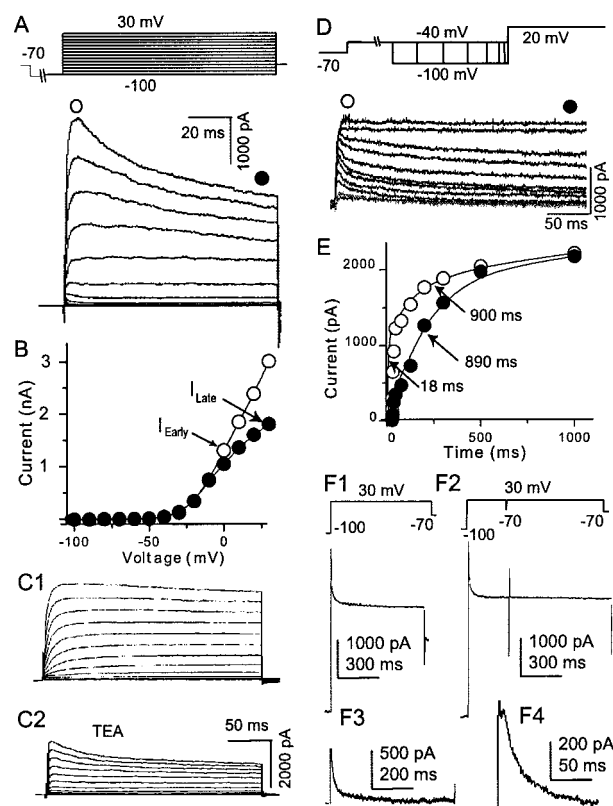 A
30 mV
-70
-100
20 ms
1000 pA
B
Current (nA)
3
2
1
I Late
I Early
-100
-50
0
Voltage (mV)
C1
C2
TEA
50 ms
2000 pA
D
-40 mV
20 mV
-70
-100 mV
50 ms
1000 pA
E
Current (pA)
2000
1000
0
900 ms
890 ms
18 ms
0
500
1000
Time (ms)
F1
30 mV
-100
-70
1000 pA
300 ms
F2
30 mV
-100
-70
-70
1000 pA
300 ms
F3
500 pA
200 ms
F4
200 pA
50 ms